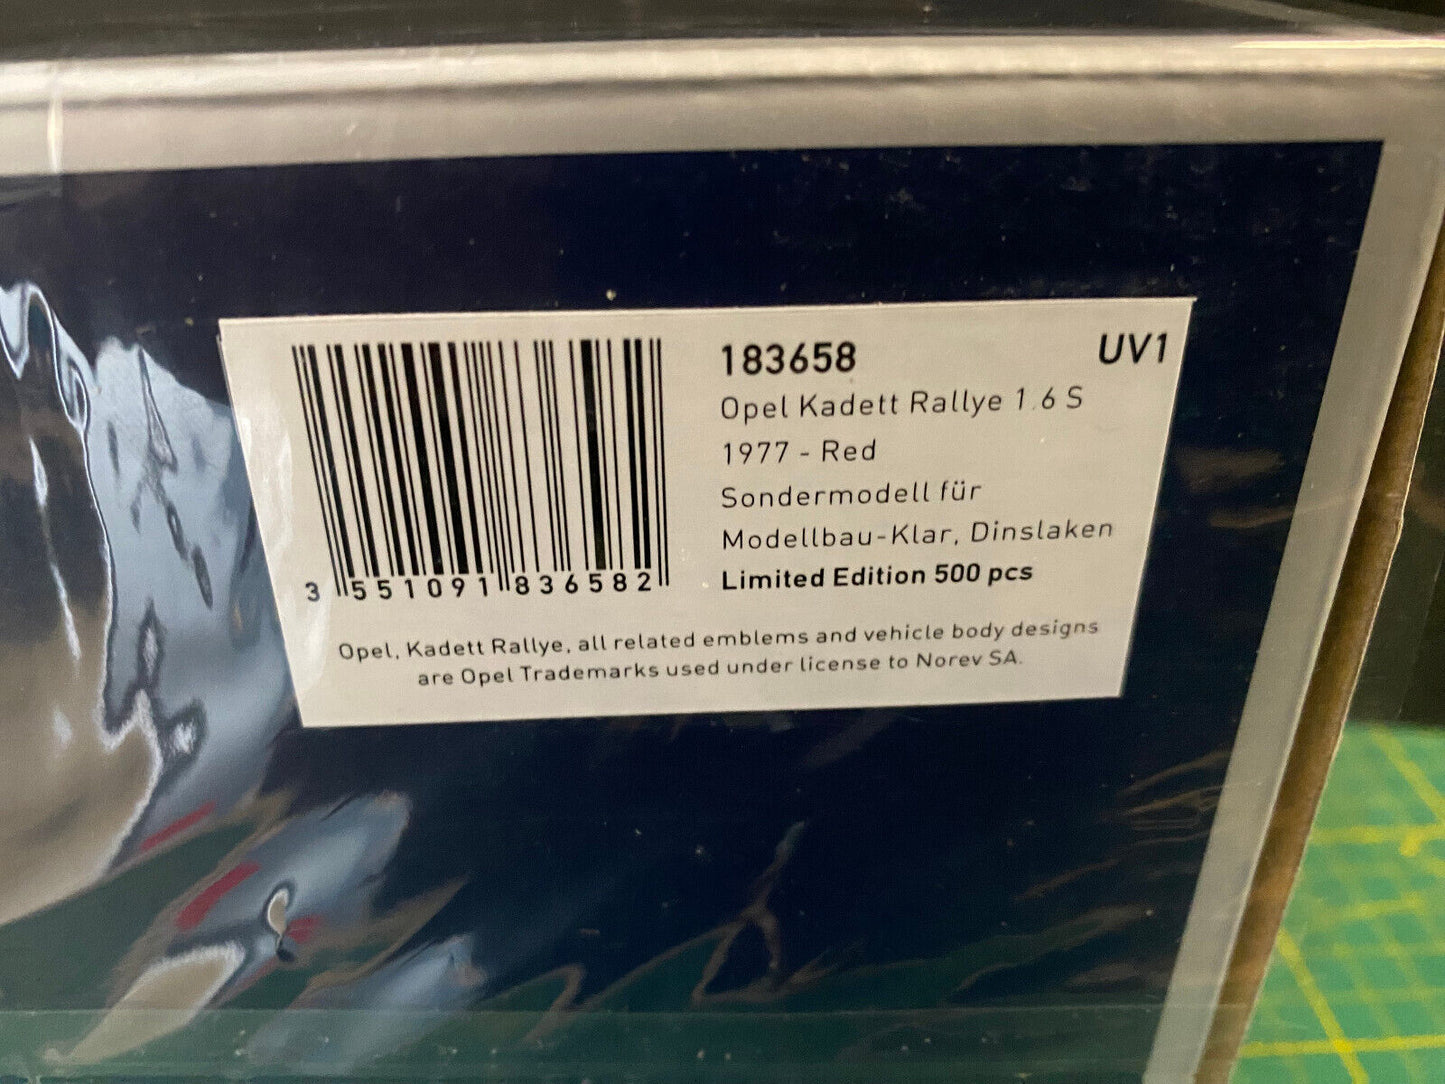 183658
UV1
Opel Kadett Rallye 1.6 S
1977 - Red
Sondermodell für
Modellbau-Klar, Dinslaken
Limited Edition 500 pcs
3 551091 836582
Opel, Kadett Rallye, all related emblems and vehicle body designs
are Opel Trademarks used under license to Norev SA.